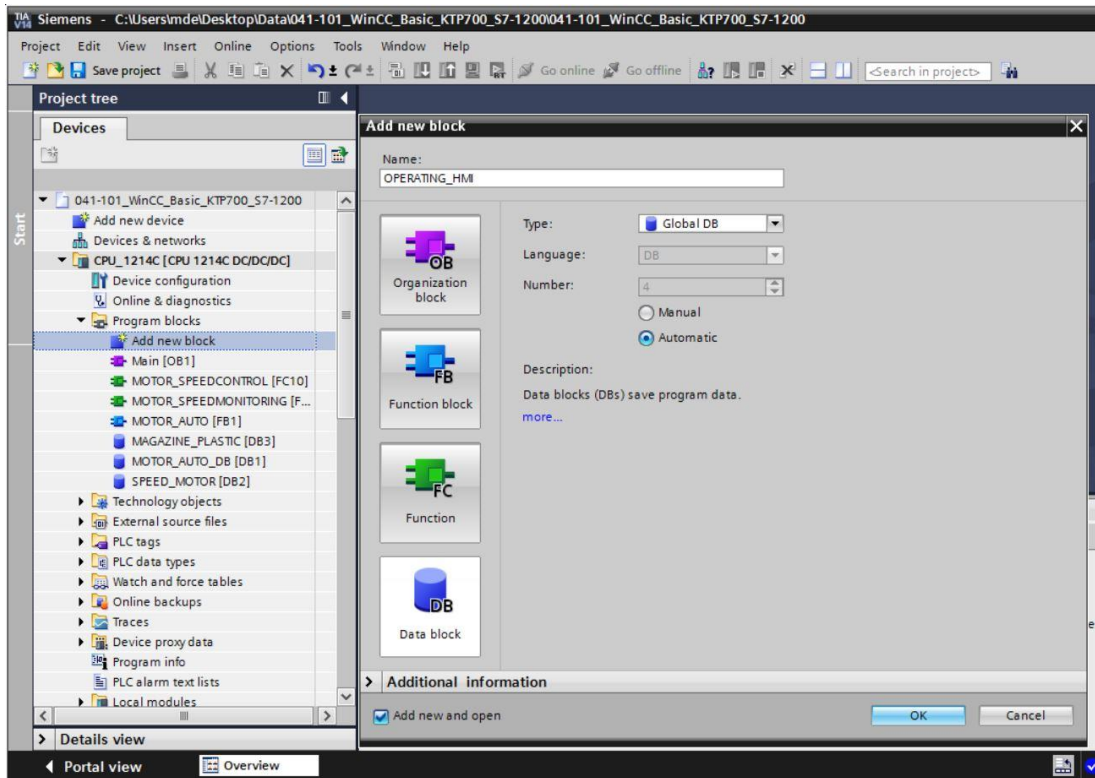 TIA V14 Siemens - C:\Users\mde\Desktop\Data\041-101_WinCC_Basic_KTP700_S7-1200\041-101_WinCC_Basic_KTP700_S7-1200
Project Edit View Insert Online Options Tools Window Help
Save project Go online Go offline <Search in project>
Project tree
Start
Devices
041-101_WinCC_Basic_KTP700_S7-1200
Add new device
Devices & networks
CPU_1214C [CPU 1214C DC/DC/DC]
Device configuration
Online & diagnostics
Program blocks
Add new block
Main [OB1]
MOTOR_SPEEDCONTROL [FC10]
MOTOR_SPEEDMONITORING [F...
MOTOR_AUTO [FB1]
MAGAZINE_PLASTIC [DB3]
MOTOR_AUTO_DB [DB1]
SPEED_MOTOR [DB2]
Technology objects
External source files
PLC tags
PLC data types
Watch and force tables
Online backups
Traces
Device proxy data
Program info
PLC alarm text lists
Local modules
Details view
Portal view
Overview
Add new block
Name:
OPERATING_HMI
OB
Organization block
FB
Function block
FC
Function
DB
Data block
Type: Global DB
Language: DB
Number: 4
Manual
Automatic
Description:
Data blocks (DBs) save program data.
more...
Additional information
Add new and open
OK
Cancel